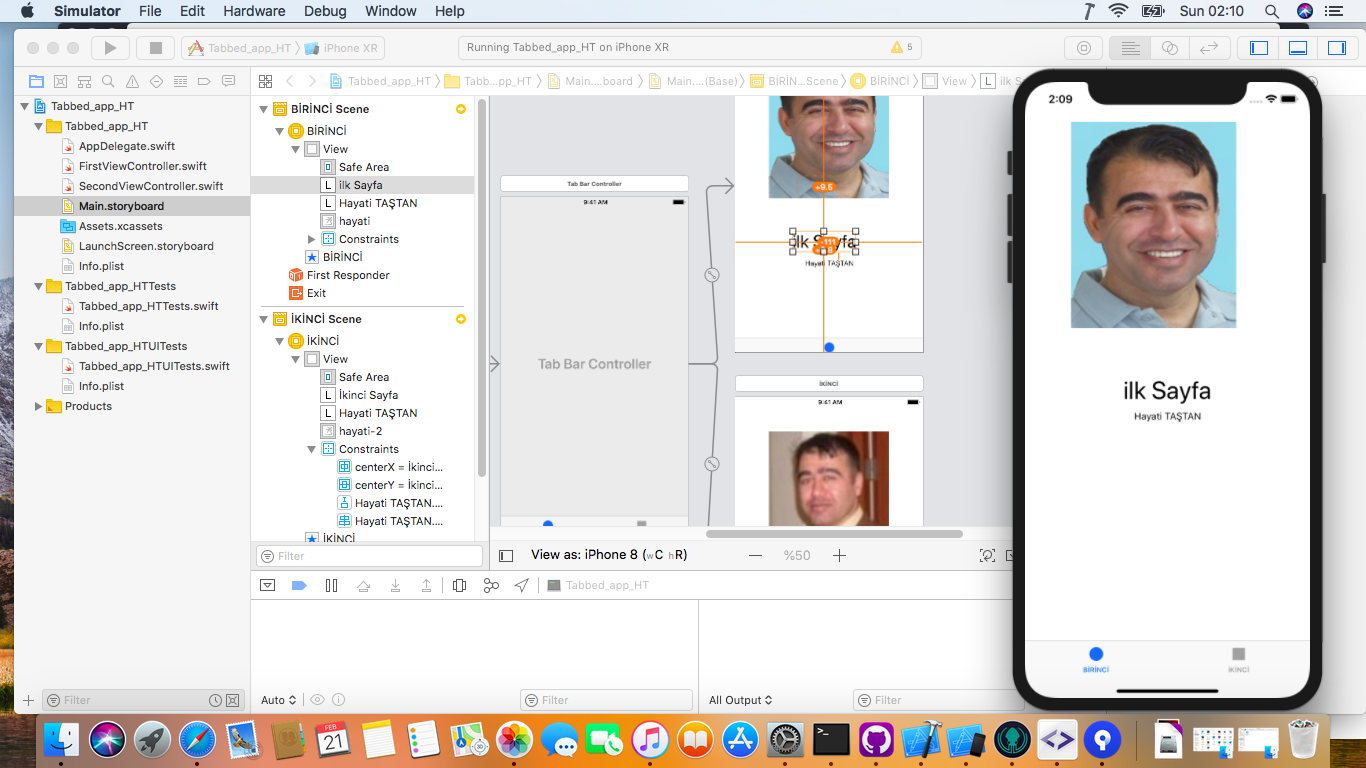 Simulator File Edit Hardware Debug Window Help Sun 02:10
Tabbed_app_HT iPhone XR Running Tabbed_app_HT on iPhone XR 5
Tabbed_app_HT Tabb…pp_HT Main.…board Main.…(Base) BİRİN…Scene BİRİNCİ View L
Tabbed_app_HT
Tabbed_app_HT
AppDelegate.swift
FirstViewController.swift
SecondViewController.swift
Main.storyboard
Assets.xcassets
LaunchScreen.storyboard
Info.plist
Tabbed_app_HTTests
Tabbed_app_HTTests.swift
Info.plist
Tabbed_app_HTUITests
Tabbed_app_HTUITests.swift
Info.plist
Products
Filter
BİRİNCİ Scene
BİRİNCİ
View
Safe Area
L ilk Sayfa
L Hayati TAŞTAN
hayati
Constraints
BİRİNCİ
First Responder
Exit
İKİNCİ Scene
İKİNCİ
View
Safe Area
L İkinci Sayfa
L Hayati TAŞTAN
hayati-2
Constraints
centerX = İkinci...
centerY = İkinci...
Hayati TAŞTAN....
Hayati TAŞTAN....
İKİNCİ
Filter
Tab Bar Controller
9:41 AM
Tab Bar Controller
+9.5
-111
Hayati TAŞTAN
İKİNCİ
9:41 AM
View as: iPhone 8 (wC hR) %50
Tabbed_app_HT
Auto Filter All Output Filter
2:09
ilk Sayfa
Hayati TAŞTAN
BİRİNCİ İKİNCİ
FEB
21